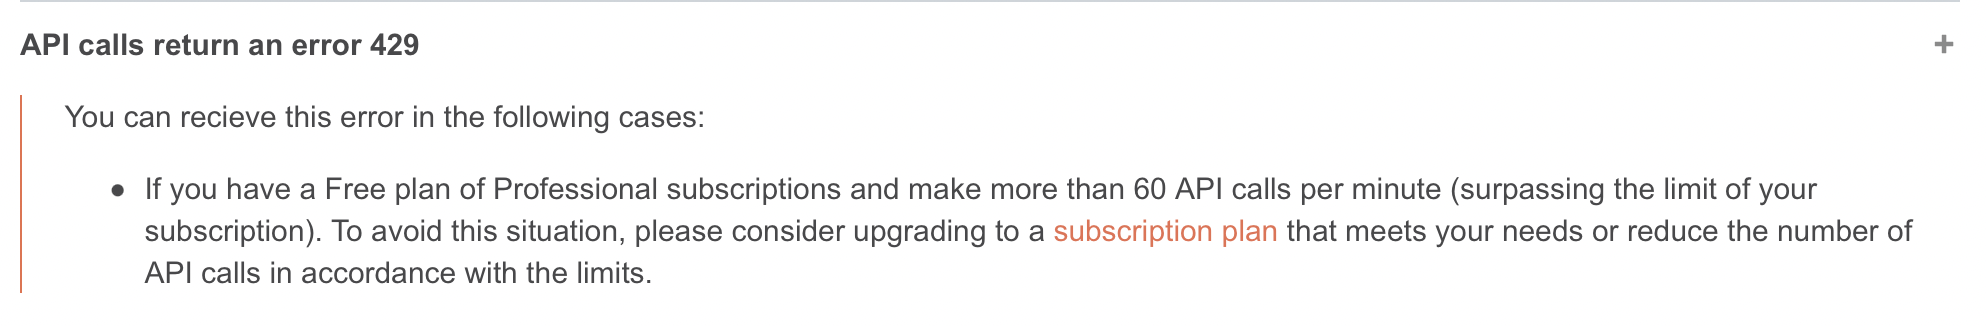 API calls return an error 429
+
You can recieve this error in the following cases:
● If you have a Free plan of Professional subscriptions and make more than 60 API calls per minute (surpassing the limit of your
subscription). To avoid this situation, please consider upgrading to a subscription plan that meets your needs or reduce the number of
API calls in accordance with the limits.